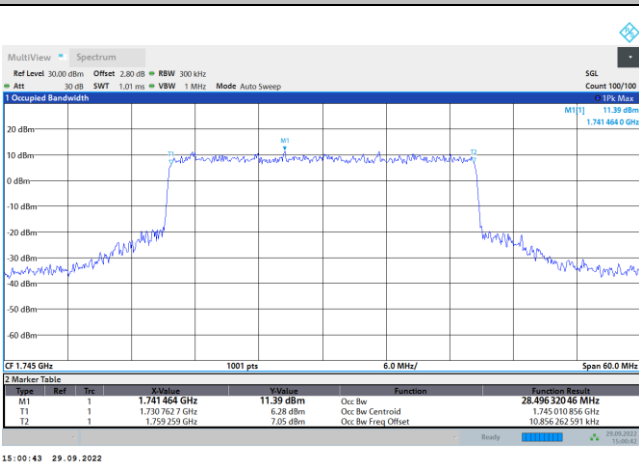 MultiView Spectrum
Ref Level 30.00 dBm Offset 2.80 dB RBW 300 kHz SGL
Att 30 dB SWT 1.01 ms VBW 1 MHz Mode Auto Sweep Count 100/100
1 Occupied Bandwidth 1Pk Max
M1[1] 11.39 dBm
1.741 464 0 GHz
20 dBm
M1
T1
T2
10 dBm
0 dBm
-10 dBm
-20 dBm
-30 dBm
-40 dBm
-50 dBm
-60 dBm
CF 1.745 GHz 1001 pts 6.0 MHz/ Span 60.0 MHz
2 Marker Table
Type Ref Trc X-Value Y-Value Function Function Result
M1 1 1.741 464 GHz 11.39 dBm Occ Bw 28.496 320 46 MHz
T1 1 1.730 762 7 GHz 6.28 dBm Occ Bw Centroid 1.745 010 856 GHz
T2 1 1.759 259 GHz 7.05 dBm Occ Bw Freq Offset 10.856 262 591 kHz
Ready 29.09.2022
15:00:42
15:00:43 29.09.2022